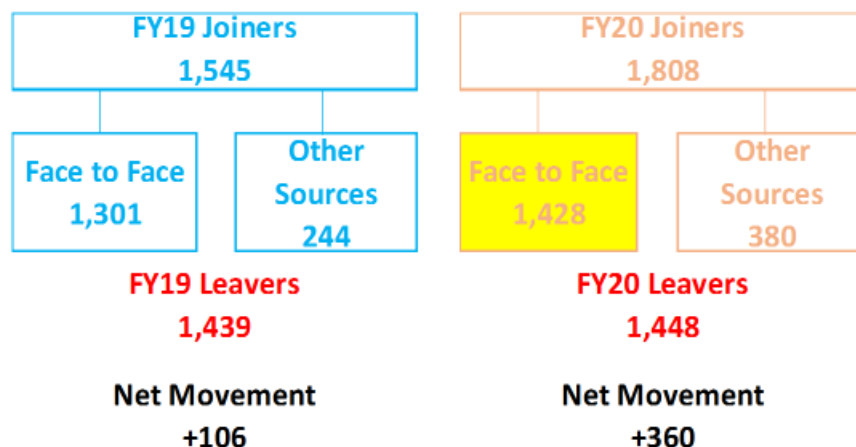 FY19 Joiners
1,545
Face to Face
1,301
Other
Sources
244
FY19 Leavers
1,439
Net Movement
+106
FY20 Joiners
1,808
Face to Face
1,428
Other
Sources
380
FY20 Leavers
1,448
Net Movement
+360